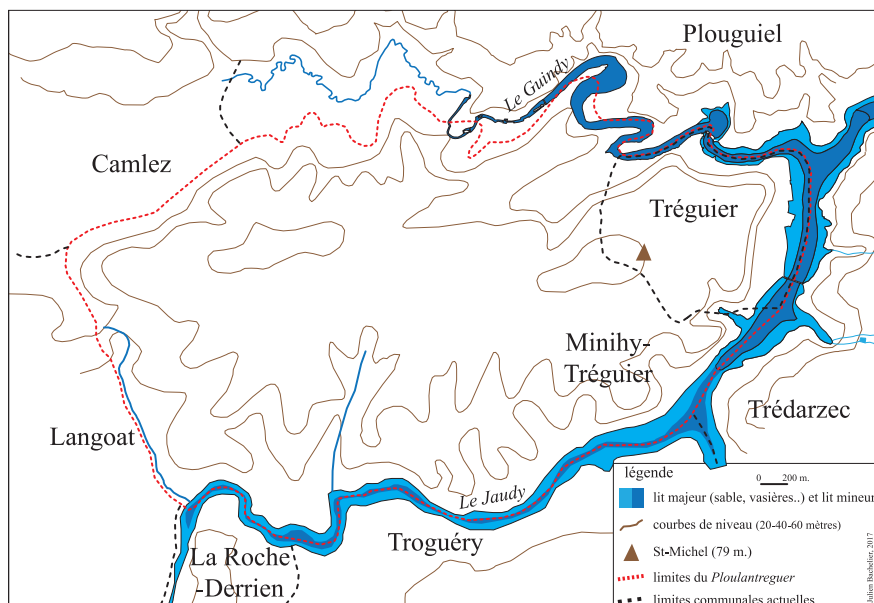 Plouguiel
Le Guindy
Camlez
Tréguier
Minihy-
Tréguier
Trédarzec
Langoat
Le Jaudy
Troguéry
La Roche
-Derrien
légende
0 200 m.
lit majeur (sable, vasières..) et lit mineur
courbes de niveau (20-40-60 mètres)
St-Michel (79 m.)
limites du Ploulantreguer
limites communales actuelles
Julien Bachelier, 2017